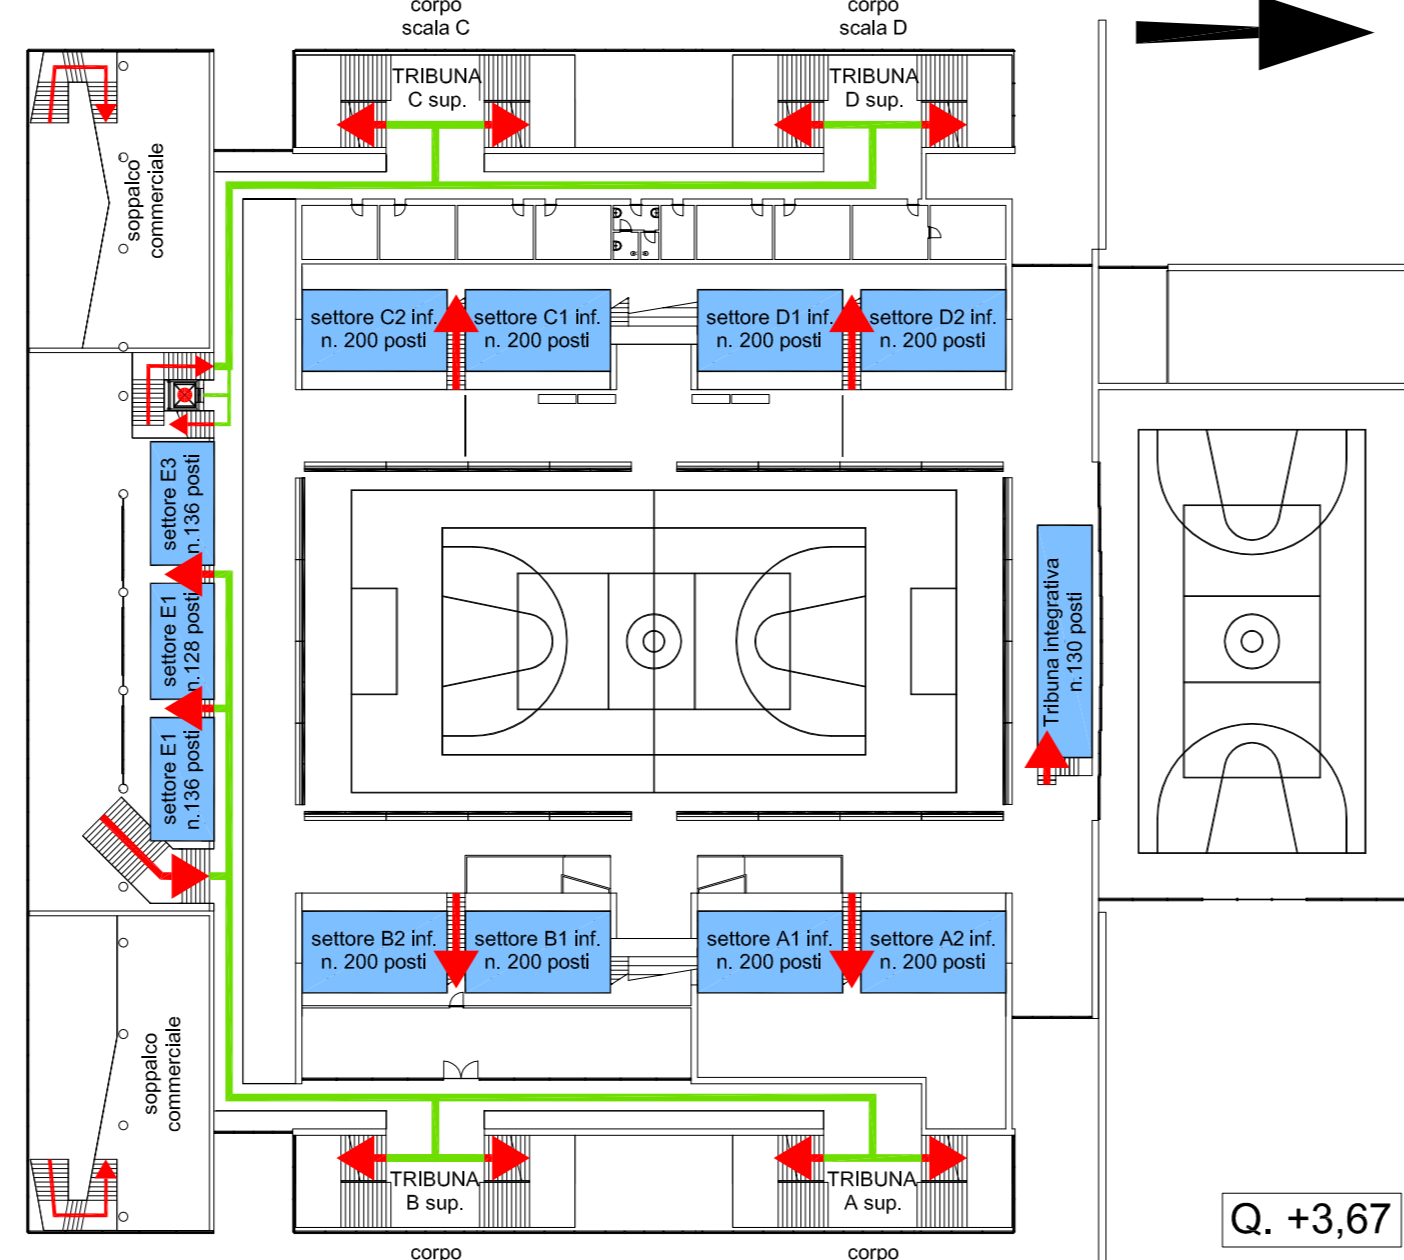 corpo
scala C
corpo
scala D
TRIBUNA
C sup.
TRIBUNA
D sup.
soppalco
commerciale
settore C2 inf.
n. 200 posti
settore C1 inf.
n. 200 posti
settore D1 inf.
n. 200 posti
settore D2 inf.
n. 200 posti
settore E3
n.136 posti
settore E1
n.128 posti
settore E1
n.136 posti
Tribuna integrativa
n.130 posti
settore B2 inf.
n. 200 posti
settore B1 inf.
n. 200 posti
settore A1 inf.
n. 200 posti
settore A2 inf.
n. 200 posti
soppalco
commerciale
TRIBUNA
B sup.
TRIBUNA
A sup.
Q. +3,67
corpo
corpo